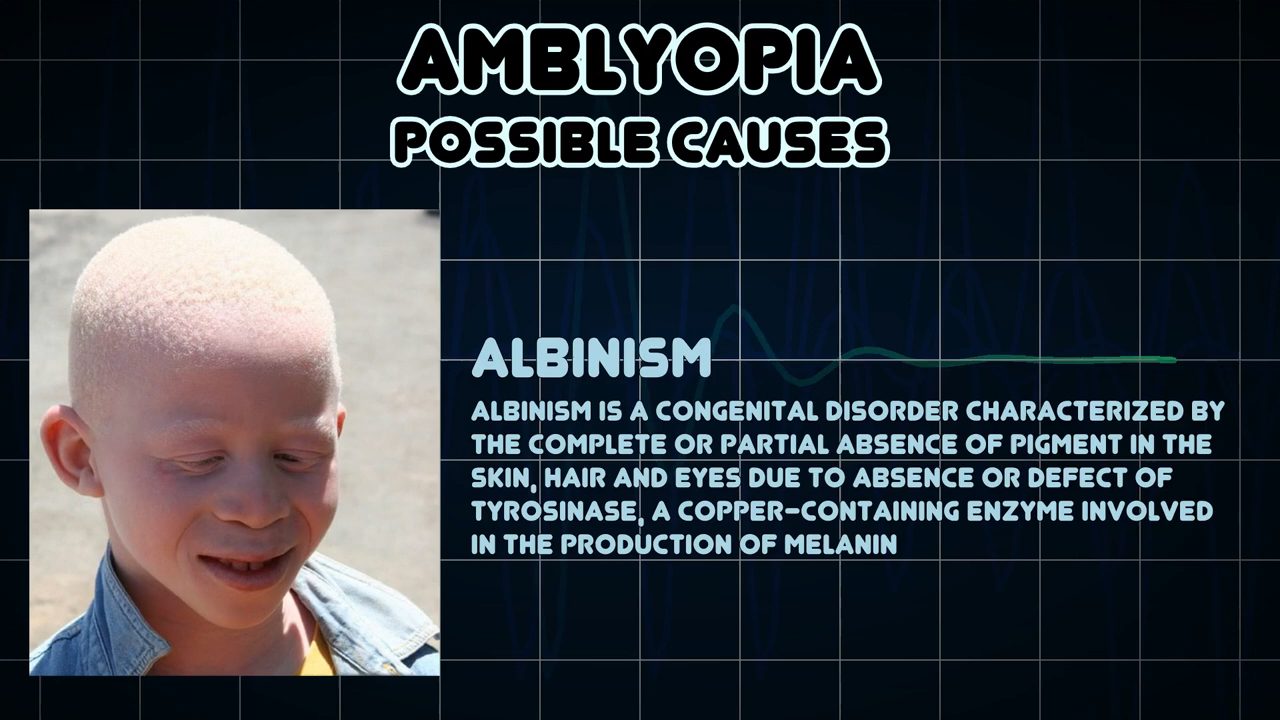 AMBLYOPIA
POSSIBLE CAUSES
ALBINISM
ALBINISM IS A CONGENITAL DISORDER CHARACTERIZED BY
THE COMPLETE OR PARTIAL ABSENCE OF PIGMENT IN THE
SKIN, HAIR AND EYES DUE TO ABSENCE OR DEFECT OF
TYROSINASE, A COPPER-CONTAINING ENZYME INVOLVED
IN THE PRODUCTION OF MELANIN